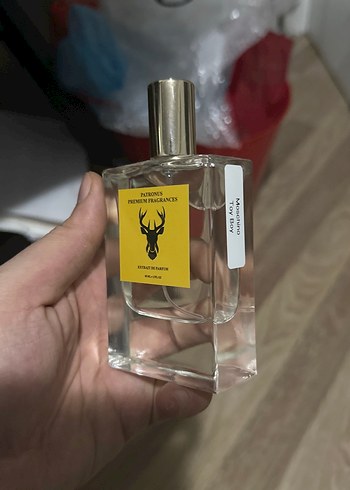 PATRONUS
PREMIUM FRAGRANCES
EXTRAIT DE PARFUM
Moschino
Toy Boy